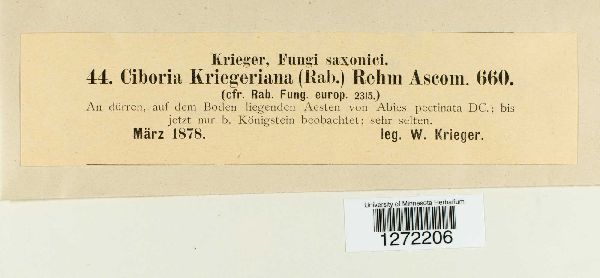 Krieger, Fungi saxonici.
44. Ciboria Kriegeriana (Rab.) Rehm Ascom. 660.
(cfr. Rab. Fung. europ. 2315.)
An dürren, auf dem Boden liegenden Aesten von Abies pectinata DC.; bis
jetzt nur b. Königstein beobachtet; sehr selten.
März 1878. leg. W. Krieger.
University of Minnesota Herbarium
1272206